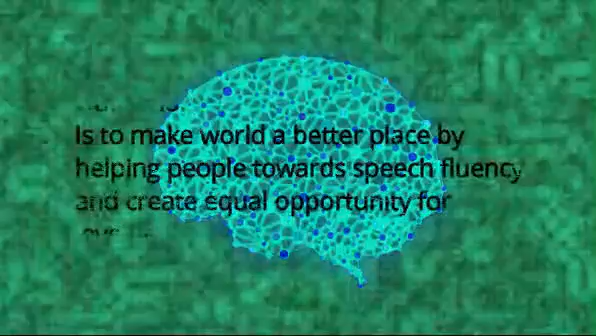 Is to make world a better place by
helping people towards speech fluency
and create equal opportunity for